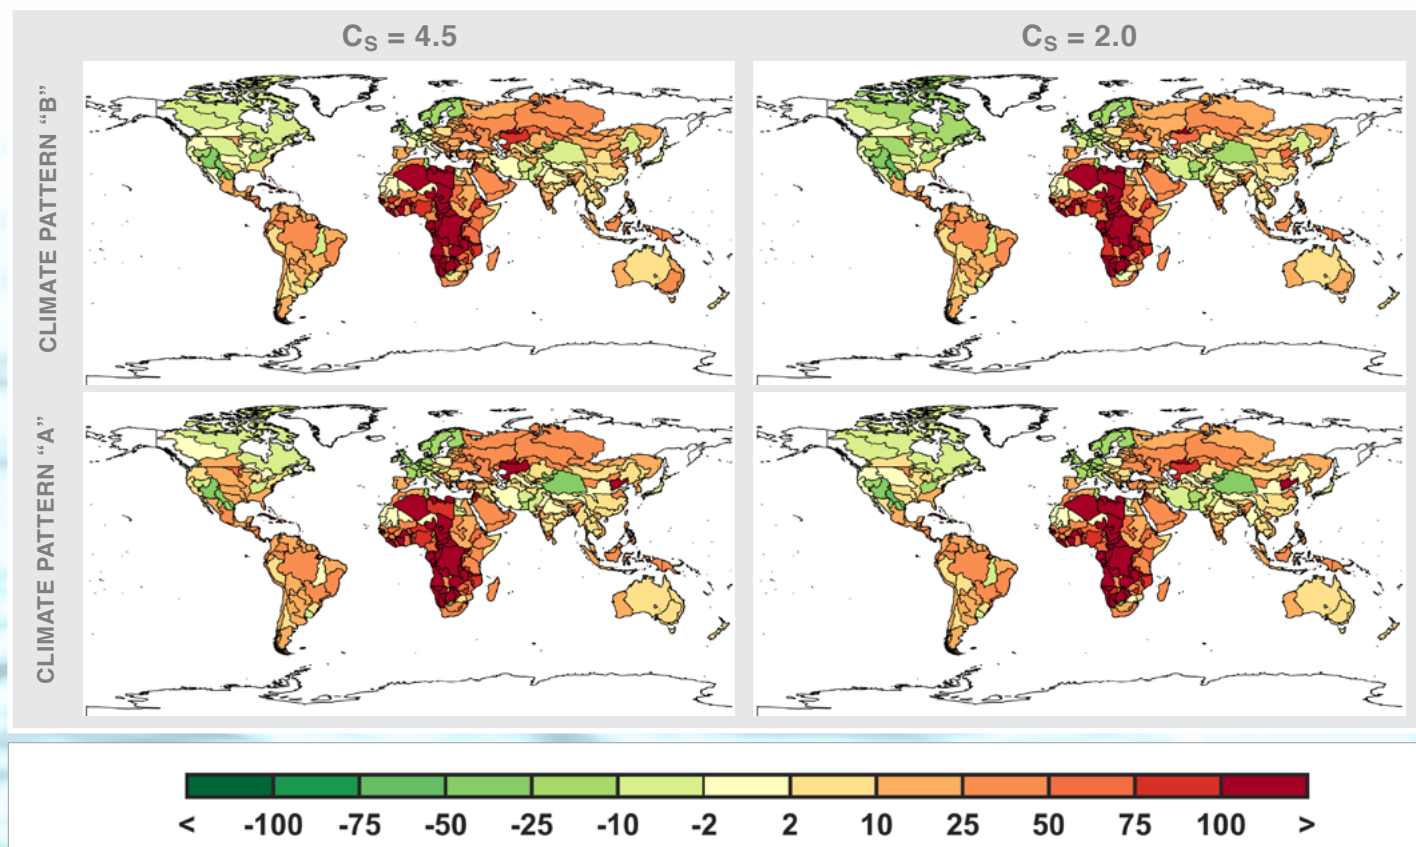 C_S = 4.5
C_S = 2.0
CLIMATE PATTERN “B”
CLIMATE PATTERN “A”
< -100 -75 -50 -25 -10 -2 2 10 25 50 75 100 >